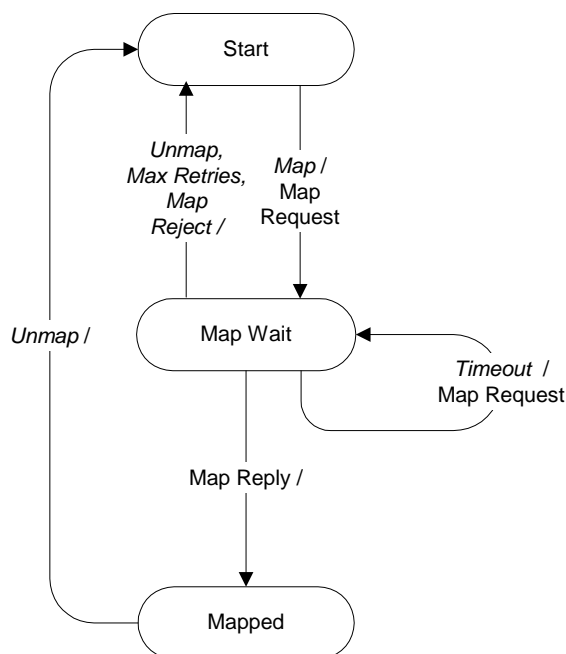 Start
Unmap,
Max Retries,
Map
Reject /
Map /
Map
Request
Unmap /
Map Wait
Timeout /
Map Request
Map Reply /
Mapped